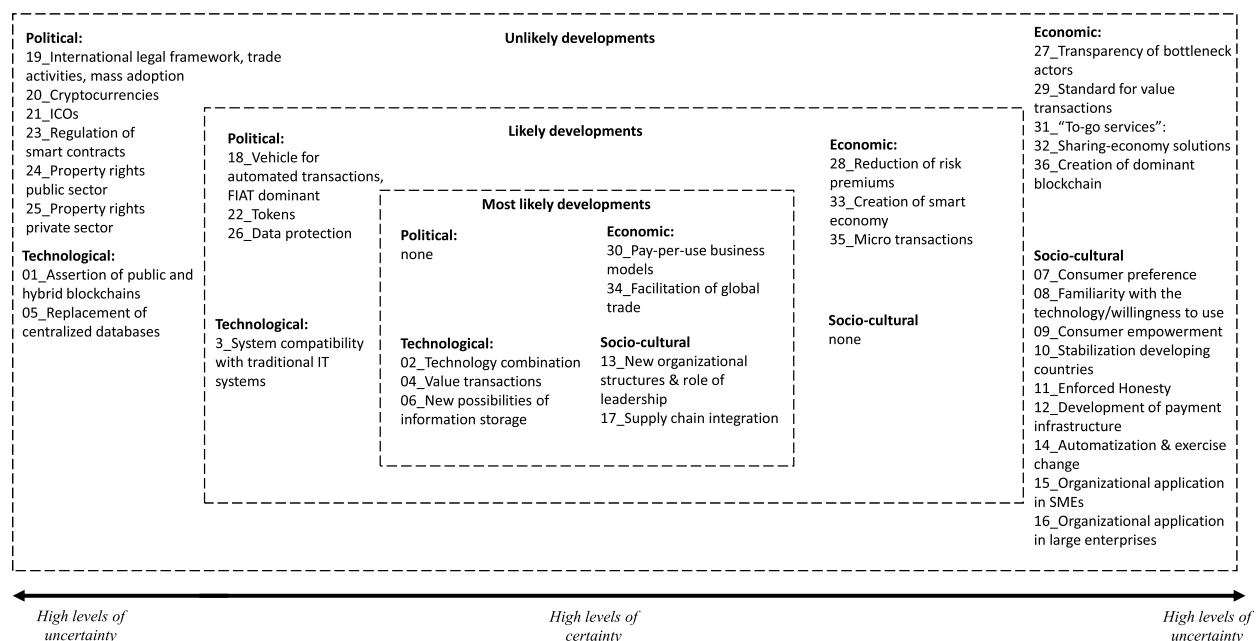 Unlikely developments
Political:
19_International legal framework, trade
activities, mass adoption
20_Cryptocurrencies
21_ICOs
23_Regulation of
smart contracts
24_Property rights
public sector
25_Property rights
private sector
Technological:
01_Assertion of public and
hybrid blockchains
05_Replacement of
centralized databases
Economic:
27_Transparency of bottleneck
actors
29_Standard for value
transactions
31_“To-go services”:
32_Sharing-economy solutions
36_Creation of dominant
blockchain
Socio-cultural
07_Consumer preference
08_Familiarity with the
technology/willingness to use
09_Consumer empowerment
10_Stabilization developing
countries
11_Enforced Honesty
12_Development of payment
infrastructure
14_Automatization & exercise
change
15_Organizational application
in SMEs
16_Organizational application
in large enterprises
Likely developments
Political:
18_Vehicle for
automated transactions,
FIAT dominant
22_Tokens
26_Data protection
Technological:
3_System compatibility
with traditional IT
systems
Economic:
28_Reduction of risk
premiums
33_Creation of smart
economy
35_Micro transactions
Socio-cultural
none
Most likely developments
Political:
none
Economic:
30_Pay-per-use business
models
34_Facilitation of global
trade
Technological:
02_Technology combination
04_Value transactions
06_New possibilities of
information storage
Socio-cultural
13_New organizational
structures & role of
leadership
17_Supply chain integration
High levels of
uncertainty
High levels of
certainty
High levels of
uncertainty